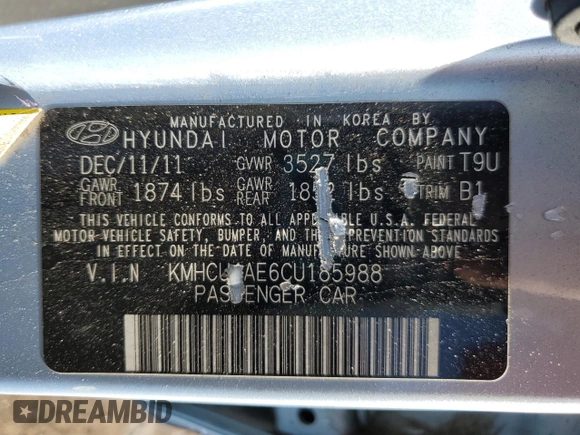 MANUFACTURED IN KOREA BY
HYUNDAI MOTOR COMPANY
DEC/11/11 GVWR 3527 lbs PAINT T9U
GAWR FRONT 1874 lbs GAWR REAR lbs TRIM B1
THIS VEHICLE CONFORMS TO ALL APPLICABLE U.S.A. FEDERAL
MOTOR VEHICLE SAFETY, BUMPER, AND THEFT PREVENTION STANDARDS
IN EFFECT ON THE DATE OF MANUFACTURE SHOWN ABOVE
V.I.N
PASSENGER CAR
DREAMBID